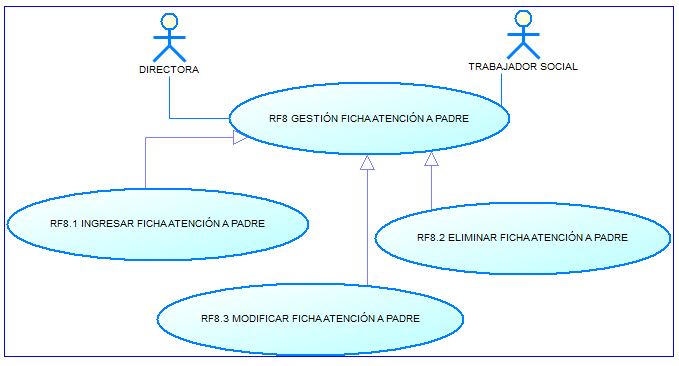 DIRECTORA
TRABAJADOR SOCIAL
RF8 GESTIÓN FICHA ATENCIÓN A PADRE
RF8.1 INGRESAR FICHA ATENCIÓN A PADRE
RF8.2 ELIMINAR FICHA ATENCIÓN A PADRE
RF8.3 MODIFICAR FICHA ATENCIÓN A PADRE